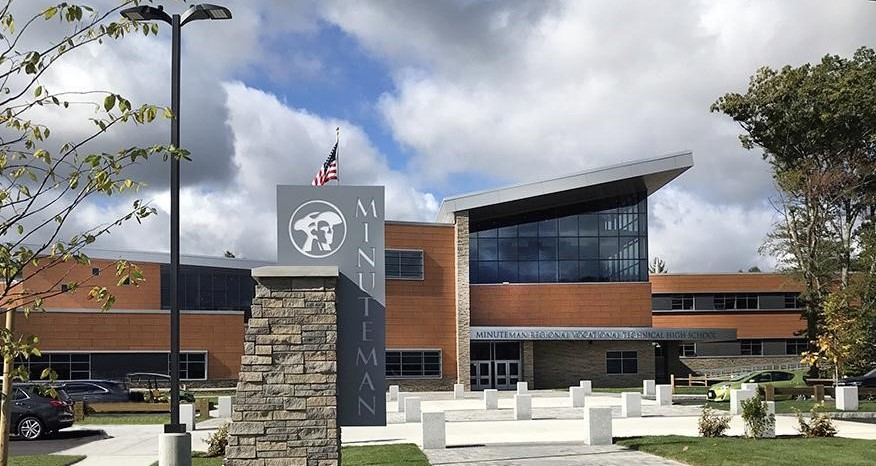 MINUTEMAN
MINUTEMAN REGIONAL VOCATIONAL TECHNICAL HIGH SCHOOL